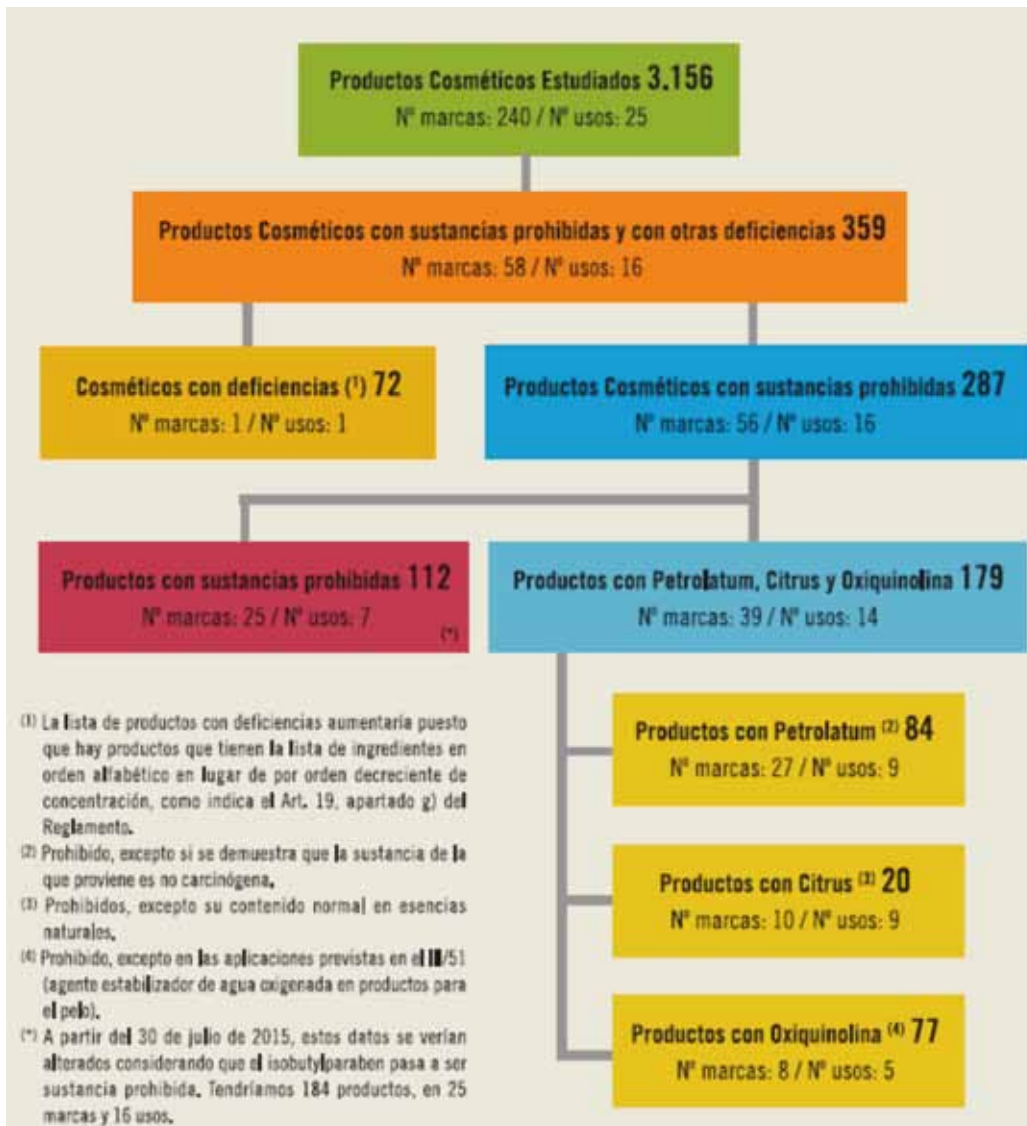 Productos Cosméticos Estudiados 3.156
Nº marcas: 240 / Nº usos: 25
Productos Cosméticos con sustancias prohibidas y con otras deficiencias 359
Nº marcas: 58 / Nº usos: 16
Cosméticos con deficiencias (1) 72
Nº marcas: 1 / Nº usos: 1
Productos Cosméticos con sustancias prohibidas 287
Nº marcas: 56 / Nº usos: 16
Productos con sustancias prohibidas 112
Nº marcas: 25 / Nº usos: 7
(*)
Productos con Petrolatum, Citrus y Oxiquinolina 179
Nº marcas: 39 / Nº usos: 14
Productos con Petrolatum (2) 84
Nº marcas: 27 / Nº usos: 9
Productos con Citrus (3) 20
Nº marcas: 10 / Nº usos: 9
Productos con Oxiquinolina (4) 77
Nº marcas: 8 / Nº usos: 5
(1) La lista de productos con deficiencias aumentaría puesto
que hay productos que tienen la lista de ingredientes en
orden alfabético en lugar de por orden decreciente de
concentración, como indica el Art. 19, apartado g) del
Reglamento.
(2) Prohibido, excepto si se demuestra que la sustancia de la
que proviene es no carcinógena.
(3) Prohibidos, excepto su contenido normal en esencias
naturales.
(4) Prohibido, excepto en las aplicaciones previstas en el III/51
(agente estabilizador de agua oxigenada en productos para
el pelo).
(*) A partir del 30 de julio de 2015, estos datos se verían
alterados considerando que el isobutylparaben pasa a ser
sustancia prohibida. Tendríamos 184 productos, en 25
marcas y 16 usos.